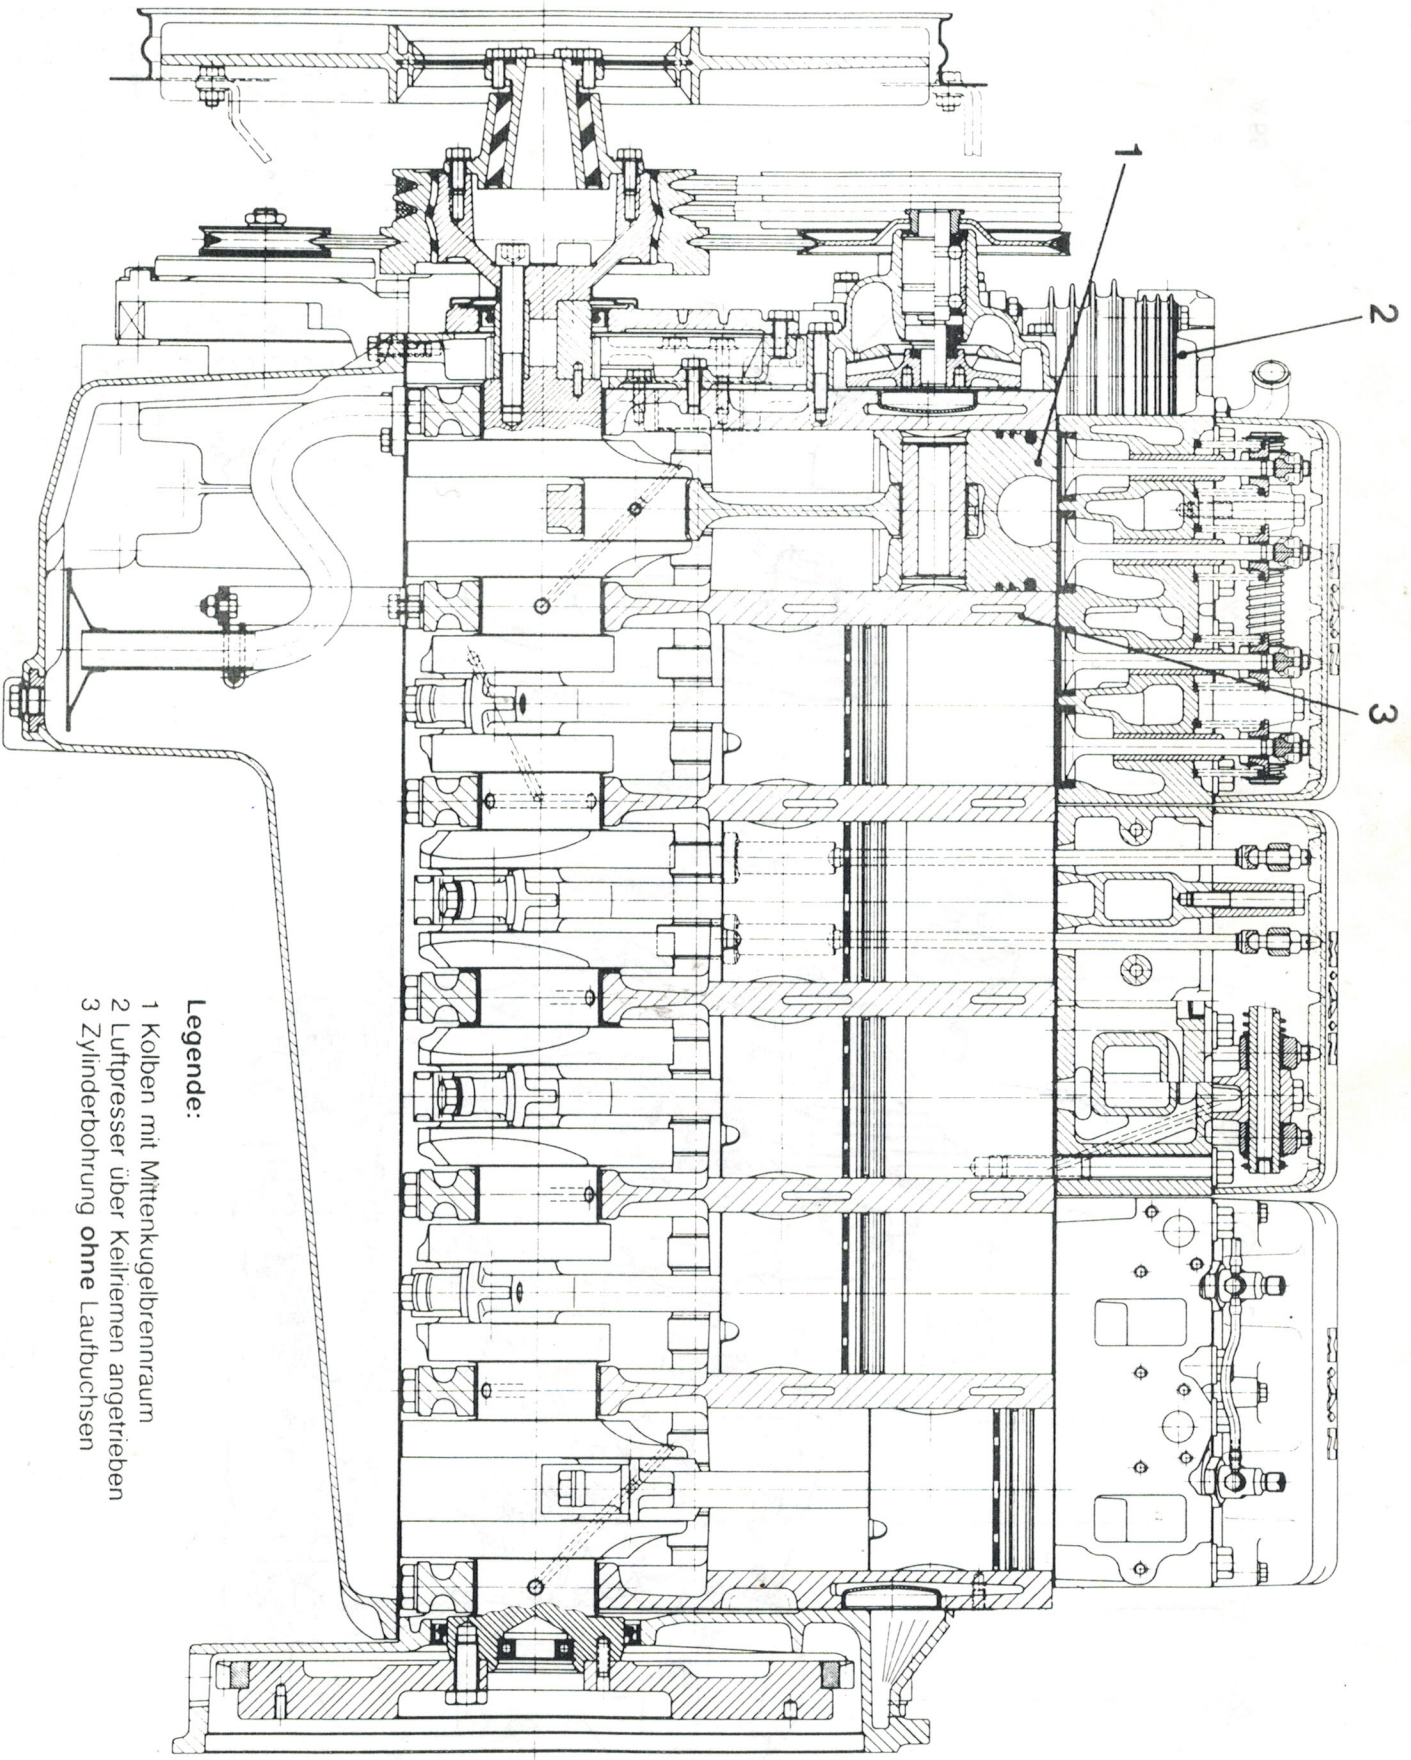 1
2
3
Legende:
1 Kolben mit Mittenkugelbrennraum
2 Luftpresser über Keilriemen angetrieben
3 Zylinderbohrung ohne Laufbuchsen
M·A·N
M·A·N
M·A·N